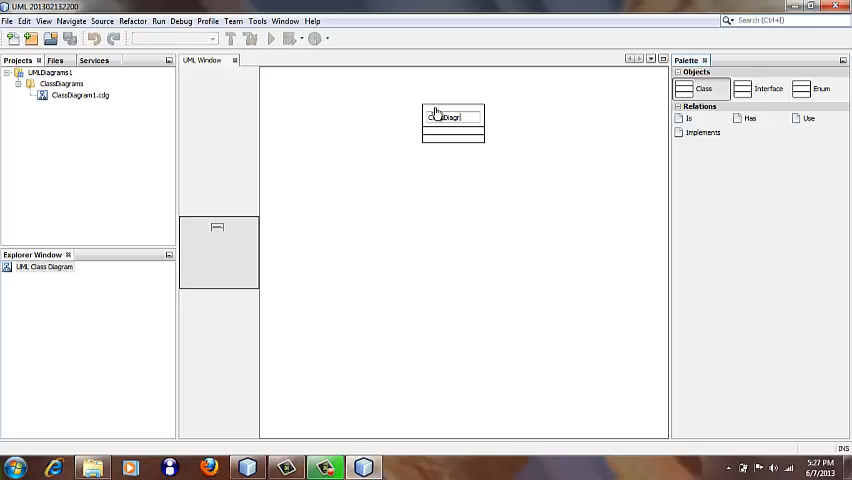 UML 201302132200
File Edit View Navigate Source Refactor Run Debug Profile Team Tools Window Help
Search (Ctrl+I)
Projects Files Services
UMLDiagrams1
ClassDiagrams
ClassDiagram1.cdg
UML Window
Palette
Objects
Class Interface Enum
Relations
Is Has Use
Implements
Explorer Window
UML Class Diagram
INS
5:27 PM
6/7/2013